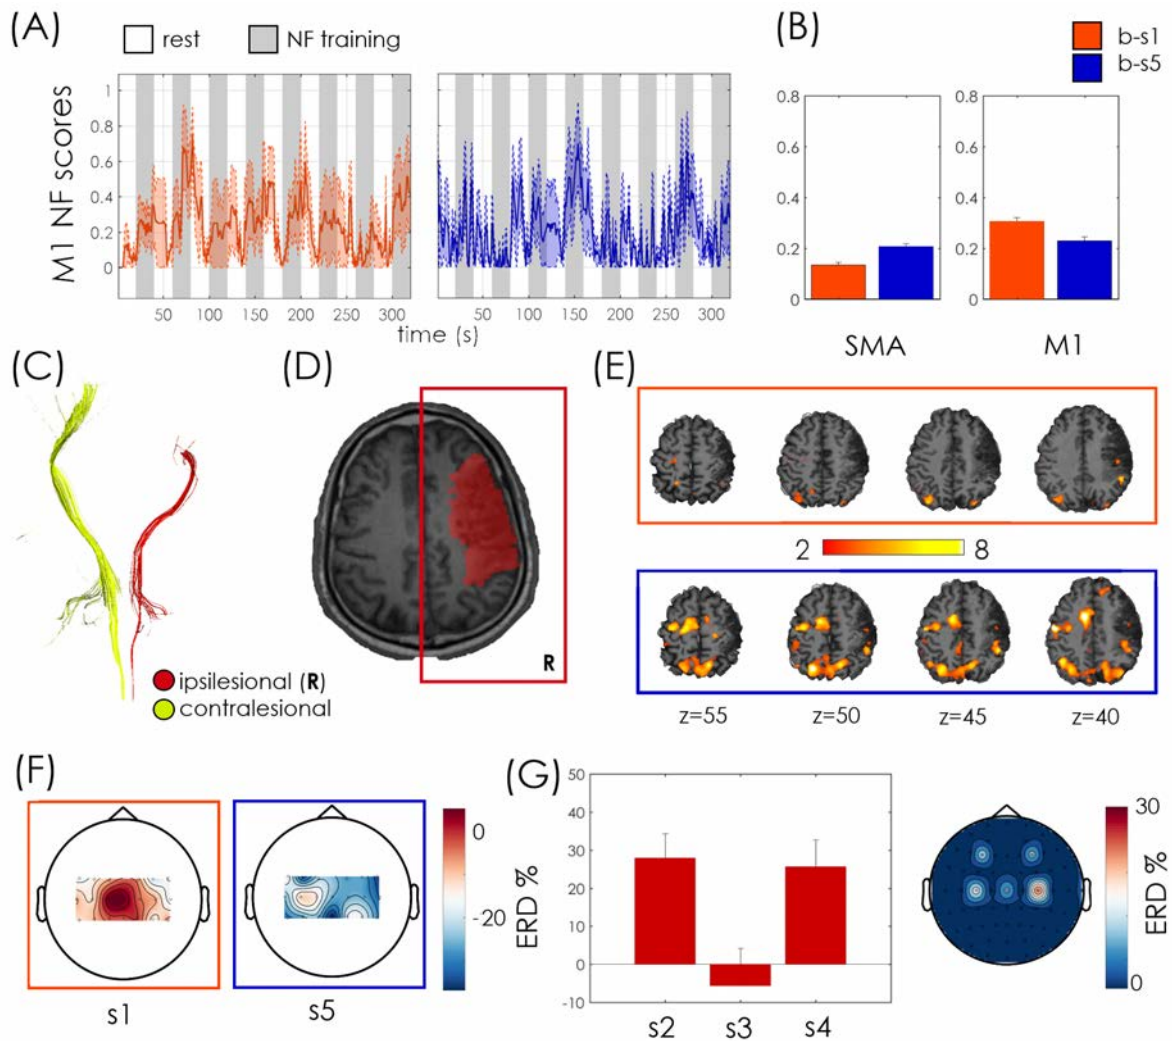 (A)
rest
NF training
M1 NF scores
1
0.8
0.6
0.4
0.2
0
50
100
150
200
250
300
50
100
150
200
250
300
time (s)
(B)
b-s1
b-s5
0.8
0.6
0.4
0.2
0
0.8
0.6
0.4
0.2
0
SMA
M1
(C)
ipsilesional (R)
contralesional
(D)
R
(E)
2
8
z=55
z=50
z=45
z=40
(F)
s1
s5
0
-20
ERD %
(G)
50
40
30
20
10
0
-10
s2
s3
s4
30
0
ERD %